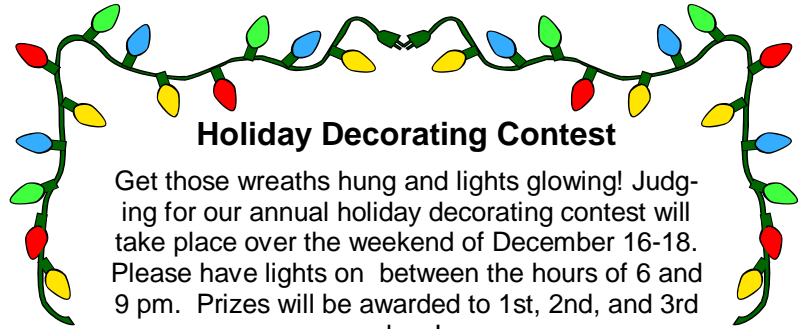 Holiday Decorating Contest
Get those wreaths hung and lights glowing! Judg-
ing for our annual holiday decorating contest will
take place over the weekend of December 16-18.
Please have lights on between the hours of 6 and
9 pm. Prizes will be awarded to 1st, 2nd, and 3rd